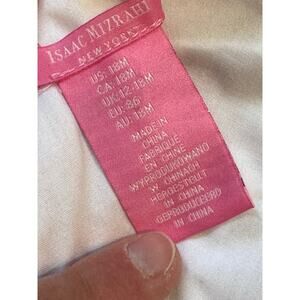 ISAAC MIZRAHI
NEW YORK
US: 18M
CA: 18M
UK: 12-18M
EU: 86
AU: 18M
MADE IN
CHINA
FABRIQUÉ
EN CHINE
WYPRODUKOWANO
W CHINACH
HERGESTELLT
IN CHINA
GEPRODUCEERD
IN CHINA